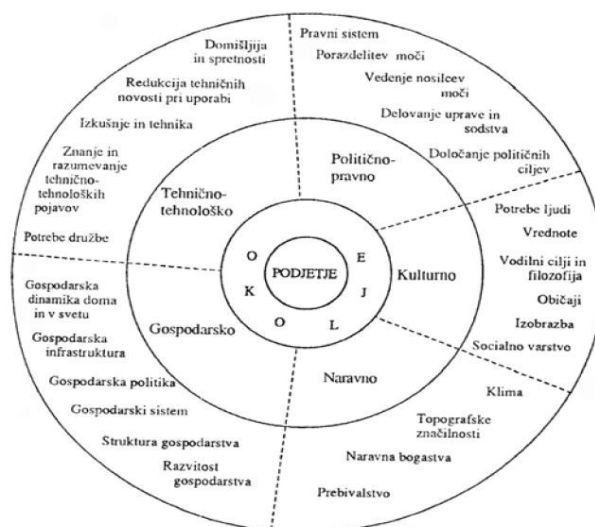 Domišljija
in spretnosti
Redukcija tehničnih
novosti pri uporabi
Izkušnje in tehnika
Znanje in
razumevanje
tehnično-
tehnoloških
pojavov
Potrebe družbe
Pravni sistem
Porazdelitev moči
Vedenje nosilcev
moči
Delovanje uprave in
sodstva
Določanje političnih
ciljev
Tehnično-
tehnološko
Politično-
pravno
Potrebe ljudi
Vrednote
Vodilni cilji in
filozofija
Običaji
Izobrazba
Socialno varstvo
O K O L J E
PODJETJE
Kulturno
Gospodarsko
Naravno
Gospodarska
dinamika doma
in v svetu
Gospodarska
infrastruktura
Gospodarska politika
Gospodarski sistem
Struktura gospodarstva
Razvitost
gospodarstva
Klima
Topografske
značilnosti
Naravna bogastva
Prebivalstvo